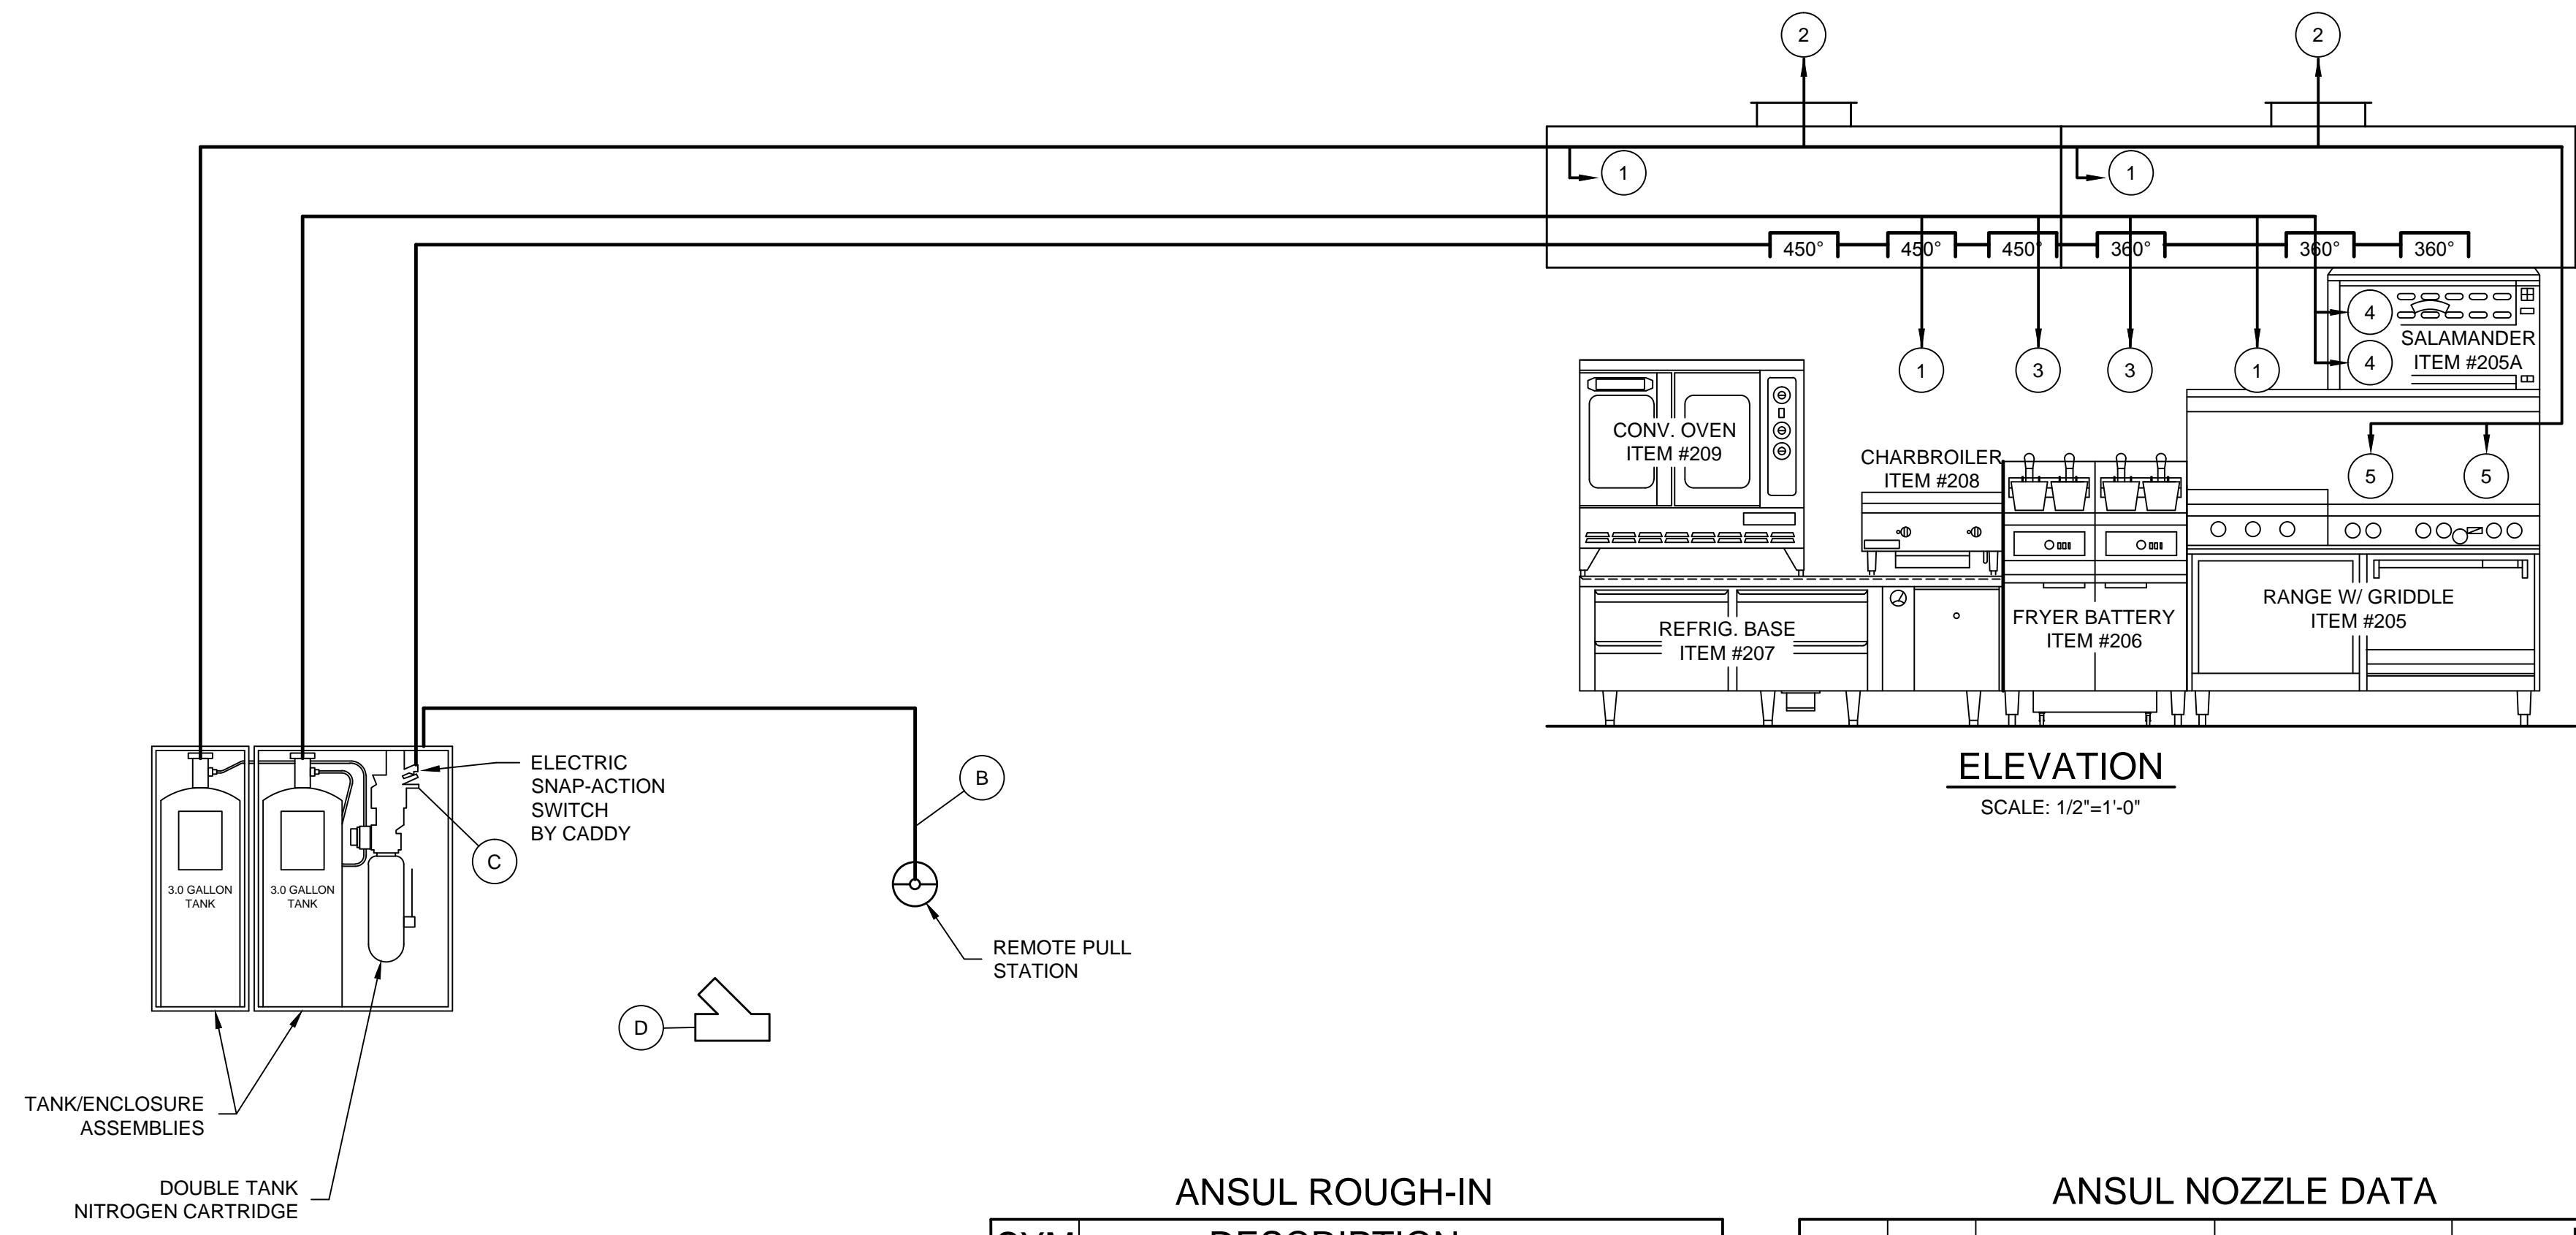 2
2
1
1
450°
450°
450°
360°
360°
360°
4
SALAMANDER
ITEM #205A
4
1
3
3
1
CONV. OVEN
ITEM #209
CHARBROILER
ITEM #208
5
5
RANGE W/ GRIDDLE
ITEM #205
FRYER BATTERY
ITEM #206
REFRIG. BASE
ITEM #207
ELEVATION
SCALE: 1/2"=1'-0"
ELECTRIC
SNAP-ACTION
SWITCH
BY CADDY
B
C
3.0 GALLON
TANK
3.0 GALLON
TANK
REMOTE PULL
STATION
D
TANK/ENCLOSURE
ASSEMBLIES
DOUBLE TANK
NITROGEN CARTRIDGE
ANSUL ROUGH-IN
SYM
DESCRIPTION
ANSUL NOZZLE DATA